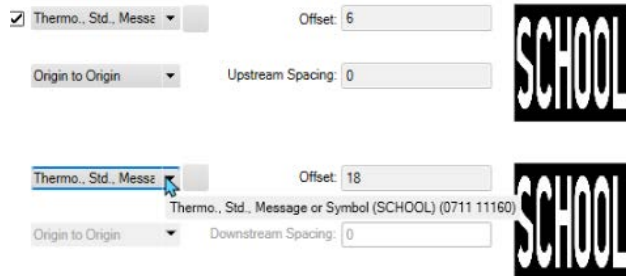 Thermo., Std., Messa Offset: 6
SCHOOL
Origin to Origin Upstream Spacing: 0
Thermo., Std., Messa Offset: 18
Thermo., Std., Message or Symbol (SCHOOL) (0711 11160)
SCHOOL
Origin to Origin Downstream Spacing: 0